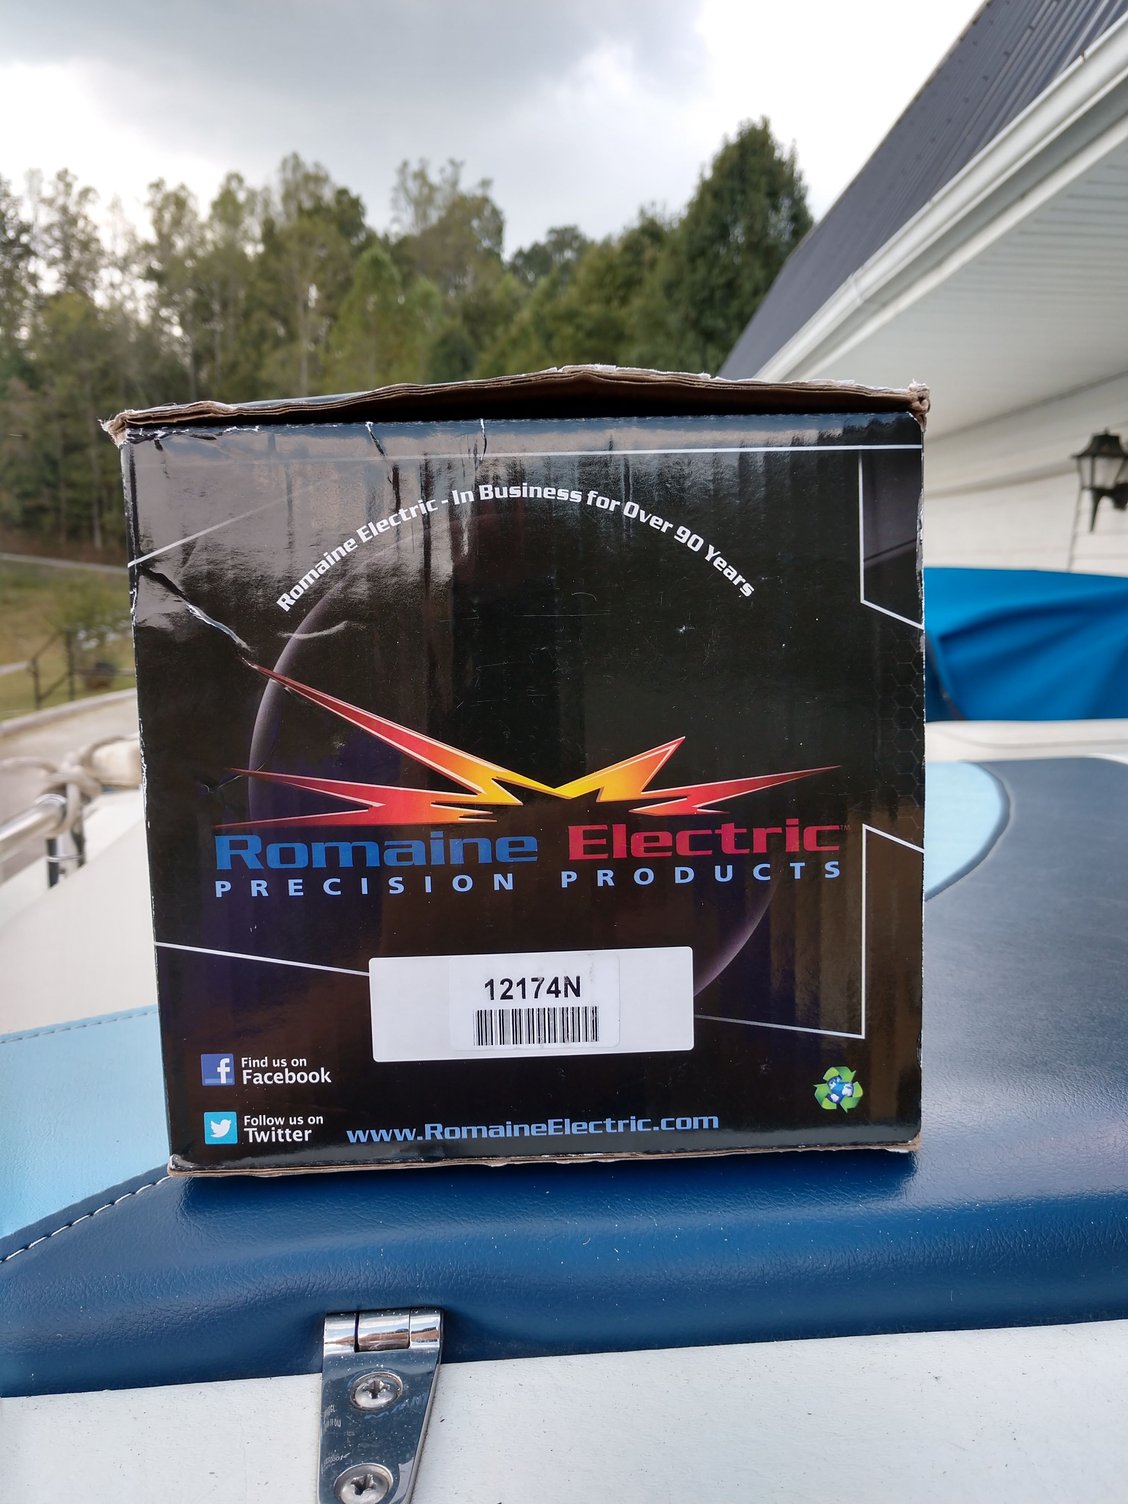 Romaine Electric - In Business for Over 90 Years
Romaine Electric™
PRECISION PRODUCTS
12174N
f Find us on
Facebook
Follow us on
Twitter
www.RomaineElectric.com